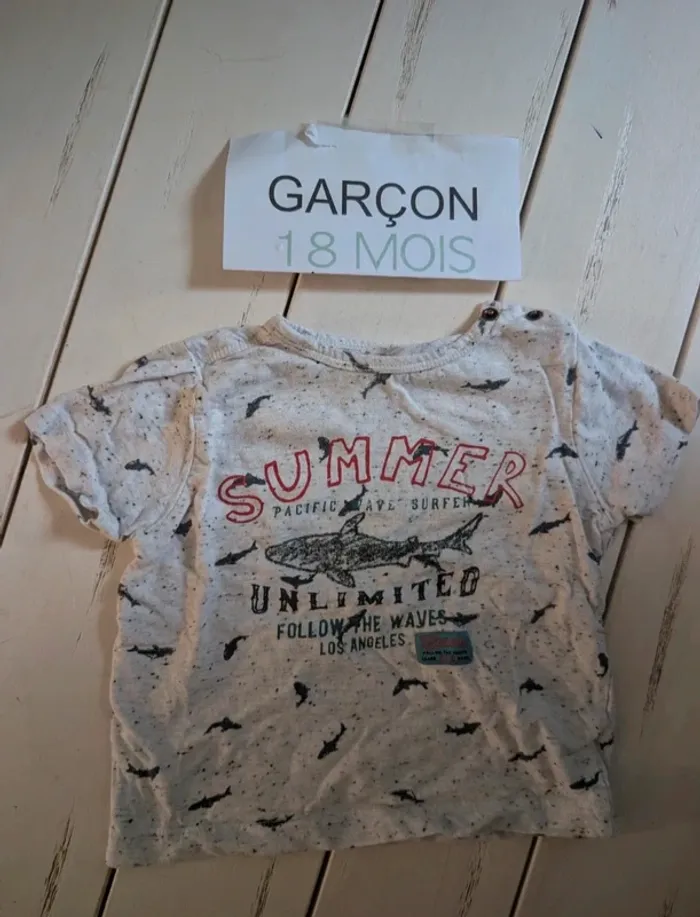 GARÇON
18 MOIS
SUMMER
PACIFIC WAVE SURFER
UNLIMITED
FOLLOW THE WAVES
LOS ANGELES